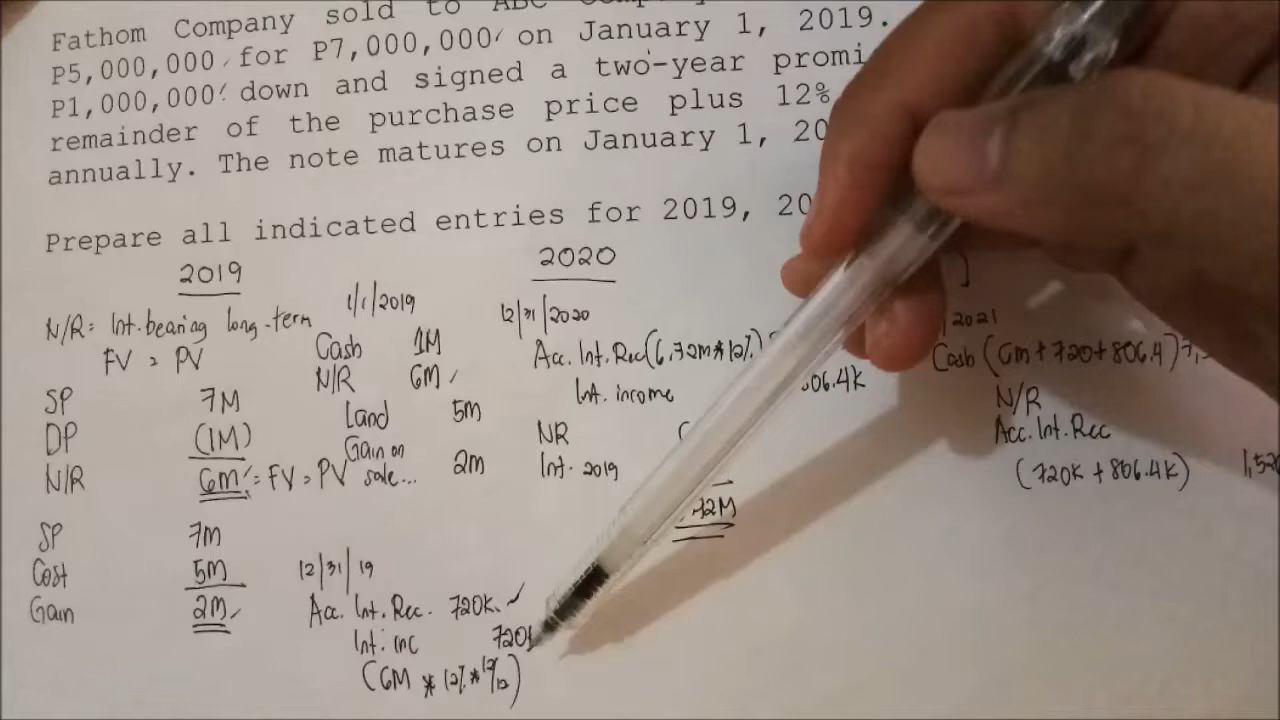 Fathom Company sold to ABC
P5,000,000 for P7,000,000 on January 1, 2019.
P1,000,000 down and signed a two-year promi
remainder of the purchase price plus 12%
annually. The note matures on January 1, 20
Prepare all indicated entries for 2019, 20
2019
N/R: Int. bearing long-term
FV = PV
SP 7M
DP (1M)
N/R 6M = FV = PV
SP 7M
Cost 5M
Gain 2M
1/1/2019
Cash 1M
N/R 6M
Land 5M
Gain on
sale... 2M
12/31/19
Acc. Int. Rec. 720K
Int. inc 720
(6M * 12% * 12/12)
2020
12/31/2020
Acc. Int. Rec (6.72M * 12%)
Int. income 06.4K
NR (
Int. 2019
.72M
]
/2021
Cash (6M + 720 + 806.4) 7,
N/R
Acc. Int. Rec
(720K + 806.4K) 1,52